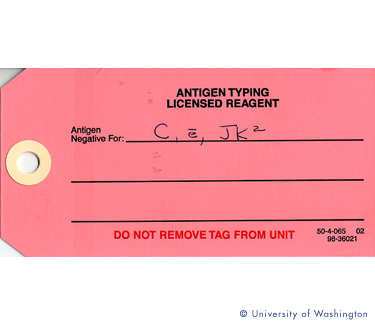 ANTIGEN TYPING
LICENSED REAGENT
Antigen
Negative For: C, ē, Jk²
DO NOT REMOVE TAG FROM UNIT
50-4-065 02
98-36021
© University of Washington